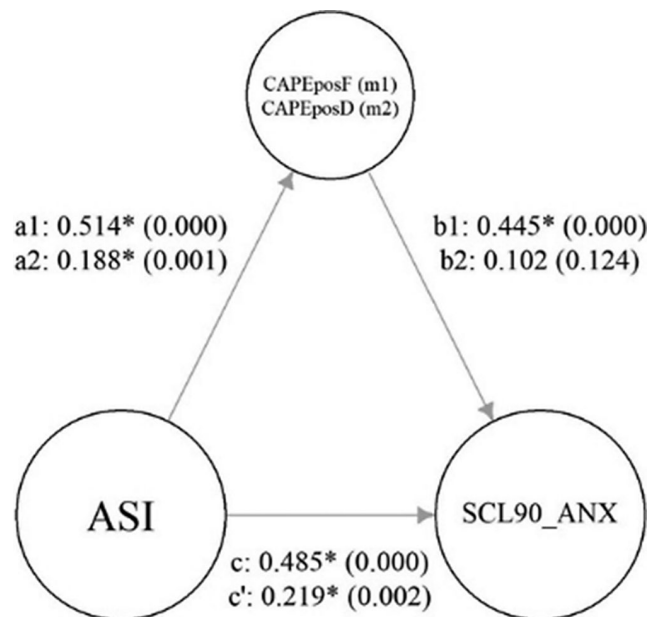 CAPEposF (m1)
CAPEposD (m2)
a1: 0.514* (0.000)
a2: 0.188* (0.001)
b1: 0.445* (0.000)
b2: 0.102 (0.124)
ASI
SCL90_ANX
c: 0.485* (0.000)
c': 0.219* (0.002)